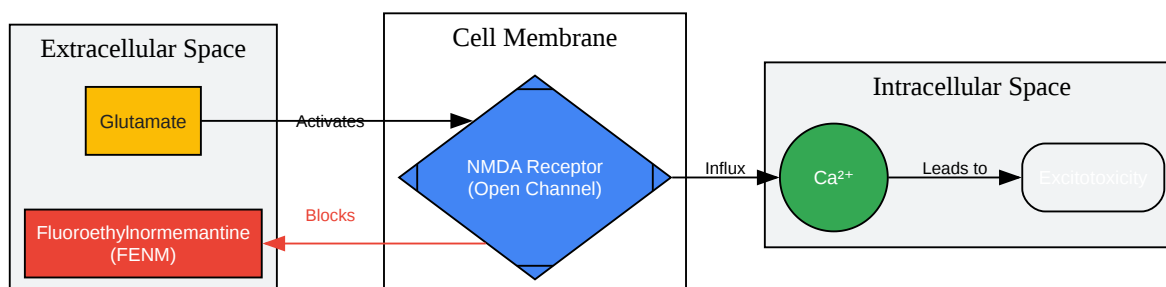 Extracellular Space
Glutamate
Fluoroethylnormemantine
(FENM)
Activates
Blocks
Cell Membrane
NMDA Receptor
(Open Channel)
Influx
Intracellular Space
Ca²⁺
Leads to
Excitotoxicity